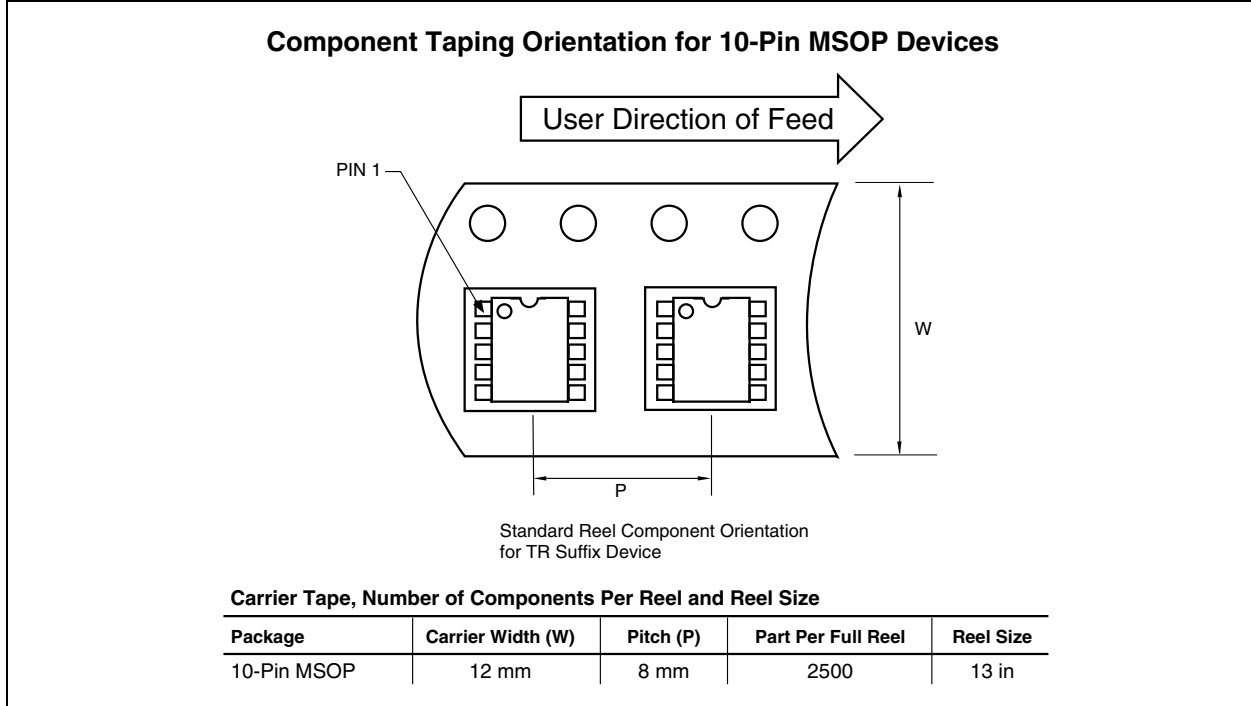 Component Taping Orientation for 10-Pin MSOP Devices
User Direction of Feed
PIN 1
W
P
Standard Reel Component Orientation
for TR Suffix Device
Carrier Tape, Number of Components Per Reel and Reel Size
Package Carrier Width (W) Pitch (P) Part Per Full Reel Reel Size
10-Pin MSOP 12 mm 8 mm 2500 13 in